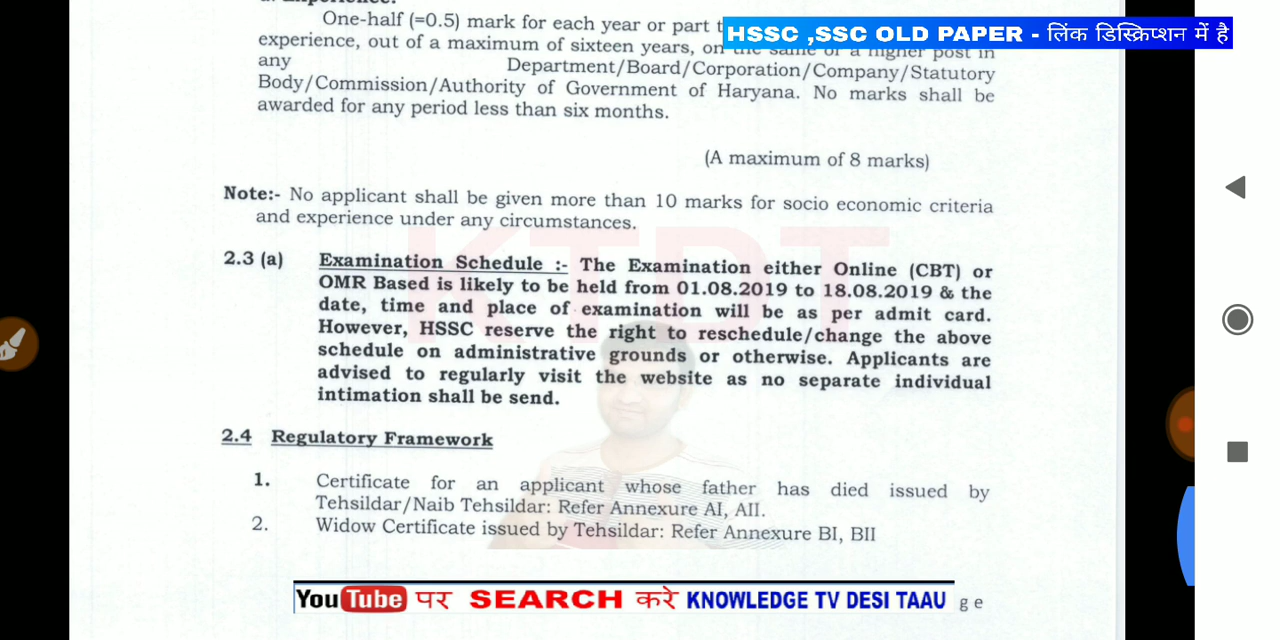 One-half (=0.5) mark for each year or part
HSSC ,SSC OLD PAPER - लिंक डिस्क्रिप्शन में है
experience, out of a maximum of sixteen years, on the same or a higher post in
any Department/Board/Corporation/Company/Statutory
Body/Commission/Authority of Government of Haryana. No marks shall be
awarded for any period less than six months.
(A maximum of 8 marks)
Note:- No applicant shall be given more than 10 marks for socio economic criteria
and experience under any circumstances.
KTDT
2.3 (a) Examination Schedule :- The Examination either Online (CBT) or
OMR Based is likely to be held from 01.08.2019 to 18.08.2019 & the
date, time and place of examination will be as per admit card.
However, HSSC reserve the right to reschedule/change the above
schedule on administrative grounds or otherwise. Applicants are
advised to regularly visit the website as no separate individual
intimation shall be send.
2.4 Regulatory Framework
1. Certificate for an applicant whose father has died issued by
Tehsildar/Naib Tehsildar: Refer Annexure AI, AII.
2. Widow Certificate issued by Tehsildar: Refer Annexure BI, BII
YouTube पर SEARCH करे KNOWLEDGE TV DESI TAAU g e